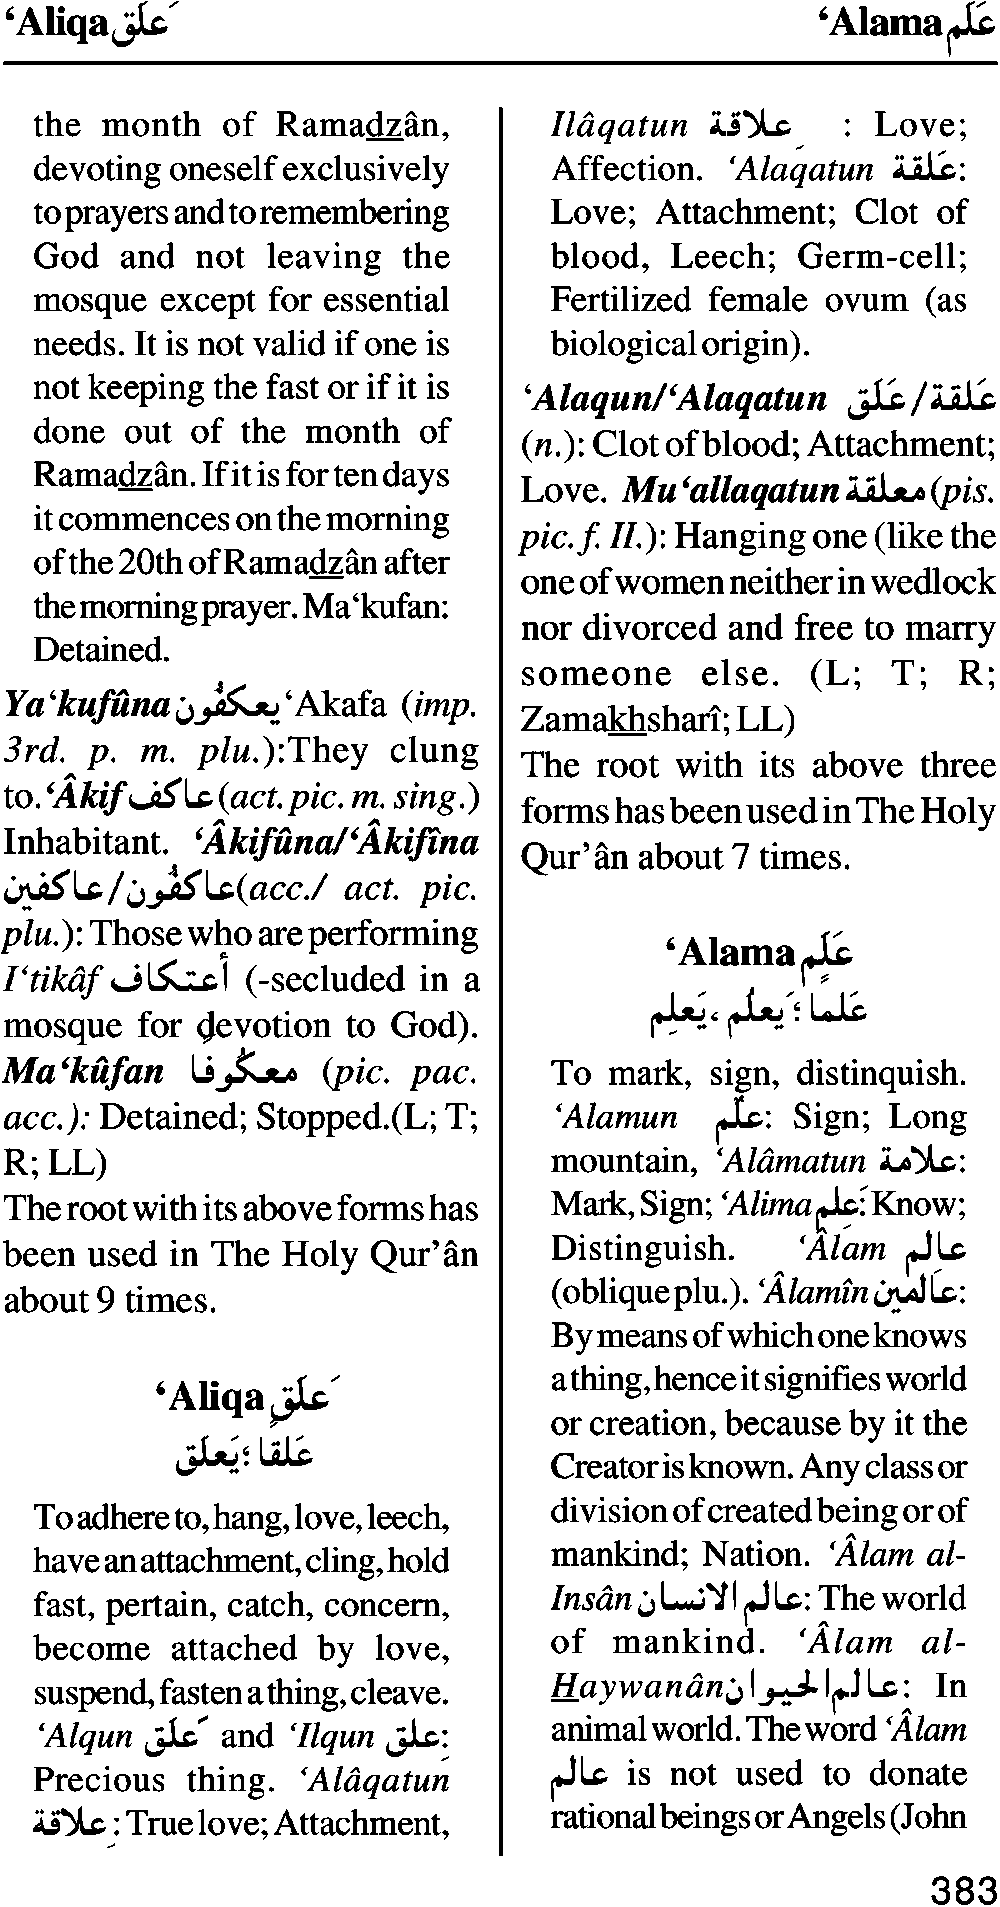 ‘Aliqa عَلَق
‘Alama عَلَم
the month of Ramadzân,
devoting oneself exclusively
to prayers and to remembering
God and not leaving the
mosque except for essential
needs. It is not valid if one is
not keeping the fast or if it is
done out of the month of
Ramadzân. If it is for ten days
it commences on the morning
of the 20th of Ramadzân after
the morning prayer. Ma‘kufan:
Detained.
Ya‘kufûna يعكفُون ‘Akafa (imp.
3rd. p. m. plu.):They clung
to. ‘Âkif عاكف (act. pic. m. sing.)
Inhabitant. ‘Âkifûna/‘Âkifîna
عاكفُون/عاكفين (acc./ act. pic.
plu.): Those who are performing
I‘tikâf أعتكاف (-secluded in a
mosque for devotion to God).
Ma‘kûfan معكُوفا (pic. pac.
acc.): Detained; Stopped.(L; T;
R; LL)
The root with its above forms has
been used in The Holy Qur’ân
about 9 times.
‘Aliqa عَلَقٍ
عَلقًا ؛ يَعلَق
To adhere to, hang, love, leech,
have an attachment, cling, hold
fast, pertain, catch, concern,
become attached by love,
suspend, fasten a thing, cleave.
‘Alqun عَلق and ‘Ilqun عِلق:
Precious thing. ‘Alâqatun
عِلاقة: True love; Attachment,
Ilâqatun علاقة : Love;
Affection. ‘Alaqatun عَلقة:
Love; Attachment; Clot of
blood, Leech; Germ-cell;
Fertilized female ovum (as
biological origin).
‘Alaqun/‘Alaqatun عَلَق/عَلقة
(n.): Clot of blood; Attachment;
Love. Mu‘allaqatun معلقة (pis.
pic. f. II.): Hanging one (like the
one of women neither in wedlock
nor divorced and free to marry
someone else. (L; T; R;
Zamakhsharî; LL)
The root with its above three
forms has been used in The Holy
Qur’ân about 7 times.
‘Alama عَلَمٍ
عَلمًا ؛ يَعلَم ، يَعلِم
To mark, sign, distinquish.
‘Alamun علَم: Sign; Long
mountain, ‘Alâmatun علامة:
Mark, Sign; ‘Alima عَلِم: Know;
Distinguish. ‘Âlam عالم
(oblique plu.). ‘Âlamîn عَالمين:
By means of which one knows
a thing, hence it signifies world
or creation, because by it the
Creator is known. Any class or
division of created being or of
mankind; Nation. ‘Âlam al-
Insân عالم الانسان: The world
of mankind. ‘Âlam al-
Haywanân عالم الحيوان: In
animal world. The word ‘Âlam
عالم is not used to donate
rational beings or Angels (John
383